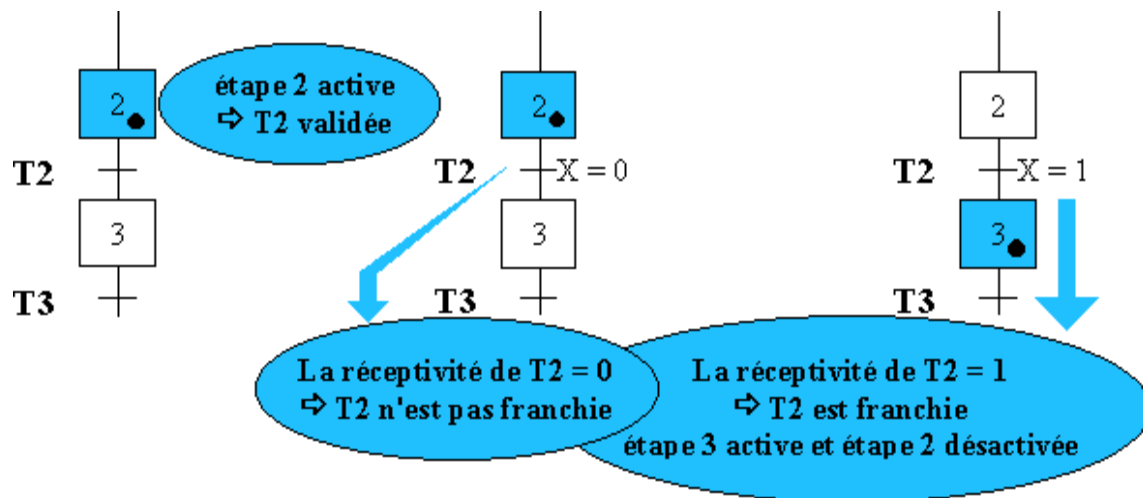 2
étape 2 active
⇨ T2 validée
T2
3
T3
2
T2
X = 0
3
T3
La réceptivité de T2 = 0
⇨ T2 n'est pas franchie
2
T2
X = 1
3
T3
La réceptivité de T2 = 1
⇨ T2 est franchie
étape 3 active et étape 2 désactivée